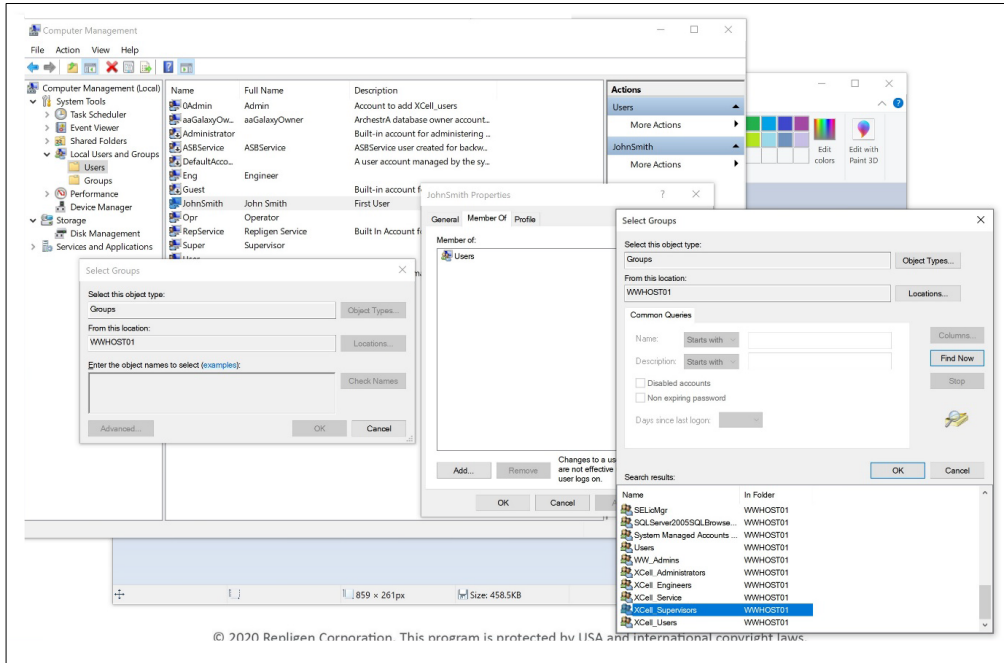 Computer Management
File Action View Help
Computer Management (Local)
System Tools
Task Scheduler
Event Viewer
Shared Folders
Local Users and Groups
Users
Groups
Performance
Device Manager
Storage
Disk Management
Services and Applications
Name Full Name Description
0Admin Admin Account to add XCell_users
aaGalaxyOw... aaGalaxyOwner ArchestrA database owner account...
Administrator Built-in account for administering ...
ASBService ASBService ASBService user created for backw...
DefaultAcco... A user account managed by the sy...
Eng Engineer
Guest Built-in account f
JohnSmith John Smith First User
Opr Operator
RepService Repligen Service Built In Account f
Super Supervisor
Actions
Users
More Actions
JohnSmith
More Actions
Edit colors
Edit with Paint 3D
JohnSmith Properties
General Member Of Profile
Member of:
Users
Add... Remove
Changes to a us
are not effective
user logs on.
OK Cancel
Select Groups
Select this object type:
Groups Object Types...
From this location:
WWHOST01 Locations...
Enter the object names to select (examples):
Check Names
Advanced... OK Cancel
Select Groups
Select this object type:
Groups Object Types...
From this location:
WWHOST01 Locations...
Common Queries
Name: Starts with
Description: Starts with
Disabled accounts
Non expiring password
Days since last logon:
Columns...
Find Now
Stop
OK Cancel
Search results:
Name In Folder
SELicMgr WWHOST01
SQLServer2005SQLBrowse... WWHOST01
System Managed Accounts ... WWHOST01
Users WWHOST01
WW_Admins WWHOST01
XCell_Administrators WWHOST01
XCell_Engineers WWHOST01
XCell_Service WWHOST01
XCell_Supervisors WWHOST01
XCell_Users WWHOST01
859 × 261px Size: 458.5KB
© 2020 Repligen Corporation. This program is protected by USA and international copyright laws.